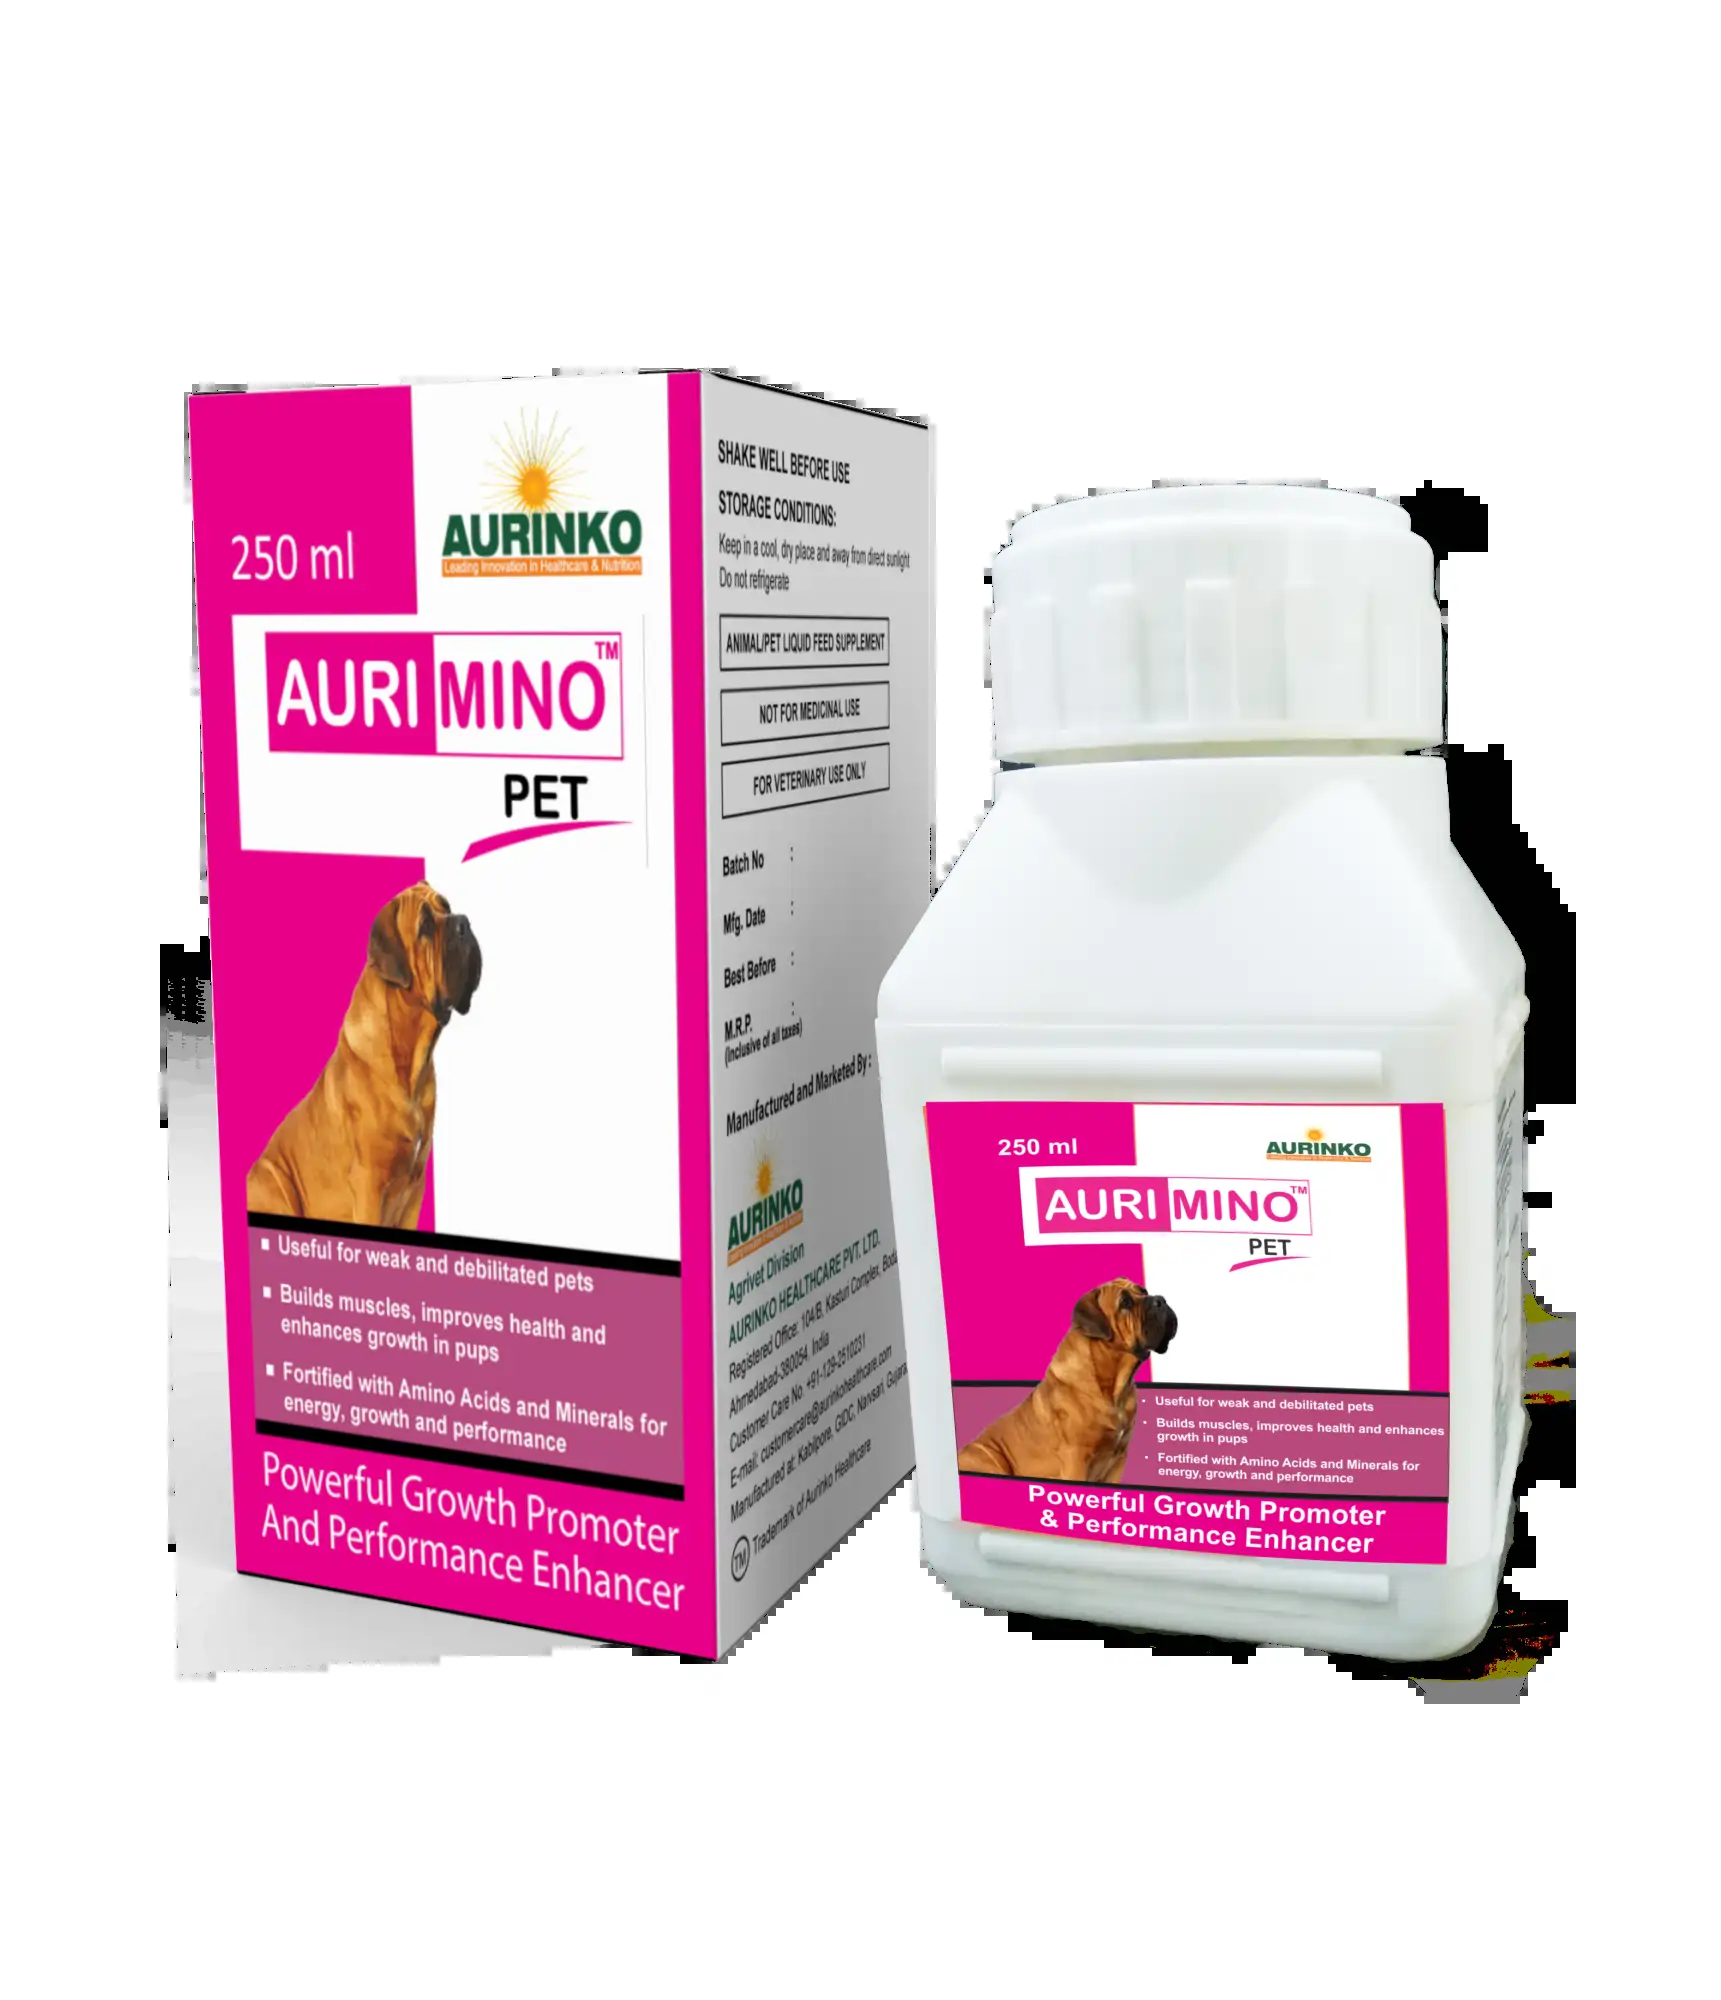 250 ml
AURINKO
Leading Innovation in Healthcare & Nutrition
AURIMINO™
PET
▪ Useful for weak and debilitated pets
▪ Builds muscles, improves health and
enhances growth in pups
▪ Fortified with Amino Acids and Minerals for
energy, growth and performance
Powerful Growth Promoter
And Performance Enhancer
SHAKE WELL BEFORE USE
STORAGE CONDITIONS:
Keep in a cool, dry place and away from direct sunlight
Do not refrigerate
ANIMAL/PET LIQUID FEED SUPPLEMENT
NOT FOR MEDICINAL USE
FOR VETERINARY USE ONLY
Batch No :
Mfg. Date :
Best Before :
M.R.P. :
(Inclusive of all taxes)
Manufactured and Marketed By :
AURINKO
Agrivet Division
AURINKO HEALTHCARE PVT. LTD.
Registered Office: 104/B, Kasturi Complex,
Ahmedabad-380054, India
Customer Care No. +91-129-2510231
E-mail: customercare@aurinkohealthcare.com
Manufactured at: Kabilpore, GIDC, Navsari,
TM Trademark of Aurinko Healthcare
250 ml
AURINKO
AURIMINO™
PET
• Useful for weak and debilitated pets
• Builds muscles, improves health and enhances
growth in pups
• Fortified with Amino Acids and Minerals for
energy, growth and performance
Powerful Growth Promoter
& Performance Enhancer